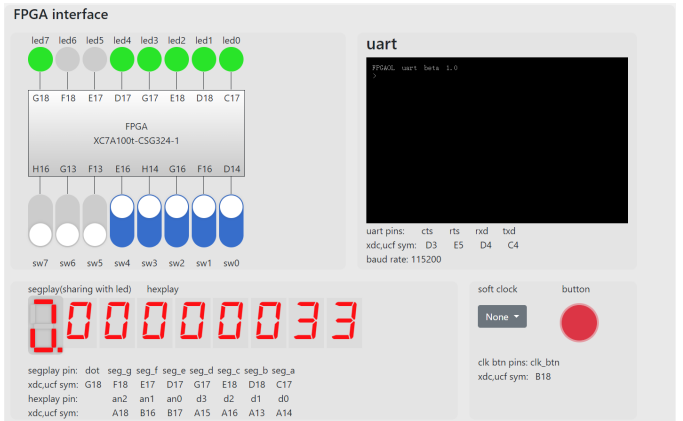 FPGA interface
led7 led6 led5 led4 led3 led2 led1 led0
G18 F18 E17 D17 G17 E18 D18 C17
FPGA
XC7A100t-CSG324-1
H16 G13 F13 E16 H14 G16 F16 D14
sw7 sw6 sw5 sw4 sw3 sw2 sw1 sw0
uart
FPGAOL uart beta 1.0
>
uart pins: cts rts rxd txd
xdc,ucf sym: D3 E5 D4 C4
baud rate: 115200
segplay(sharing with led) hexplay
00000033
segplay pin: dot seg_g seg_f seg_e seg_d seg_c seg_b seg_a
xdc,ucf sym: G18 F18 E17 D17 G17 E18 D18 C17
hexplay pin: an2 an1 an0 d3 d2 d1 d0
xdc,ucf sym: A18 B16 B17 A15 A16 A13 A14
soft clock button
None
clk btn pins: clk_btn
xdc,ucf sym: B18